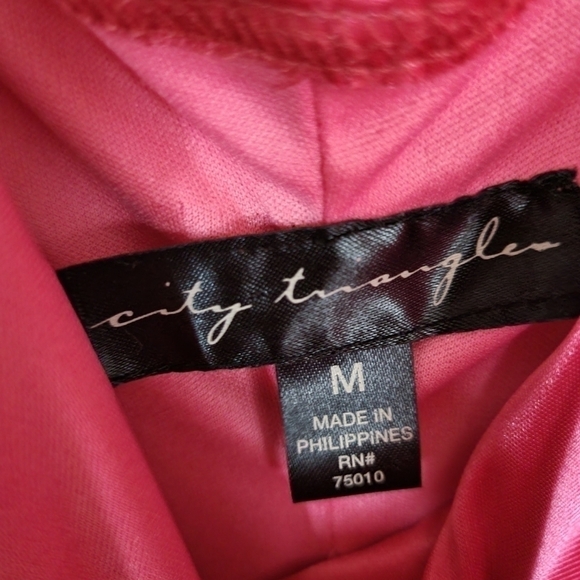 city triangles
M
MADE IN
PHILIPPINES
RN#
75010